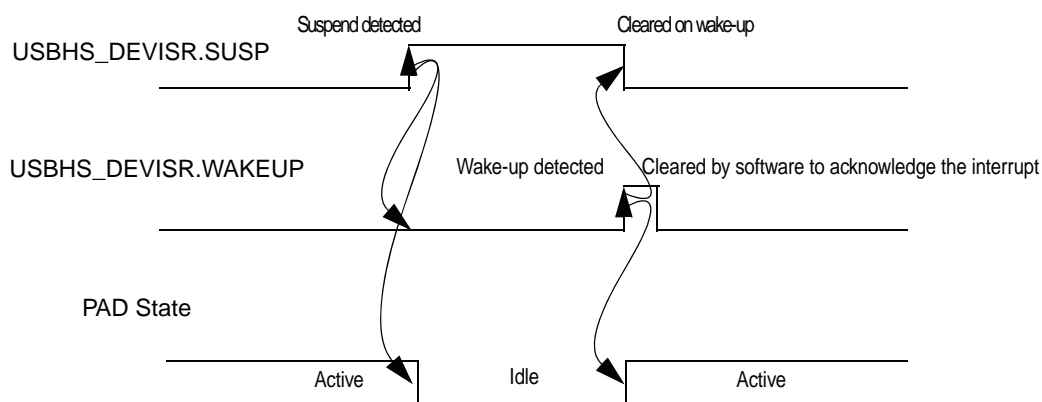 Suspend detected
Cleared on wake-up
USBHS_DEVISR.SUSP
Wake-up detected
Cleared by software to acknowledge the interrupt
USBHS_DEVISR.WAKEUP
PAD State
Active
Idle
Active